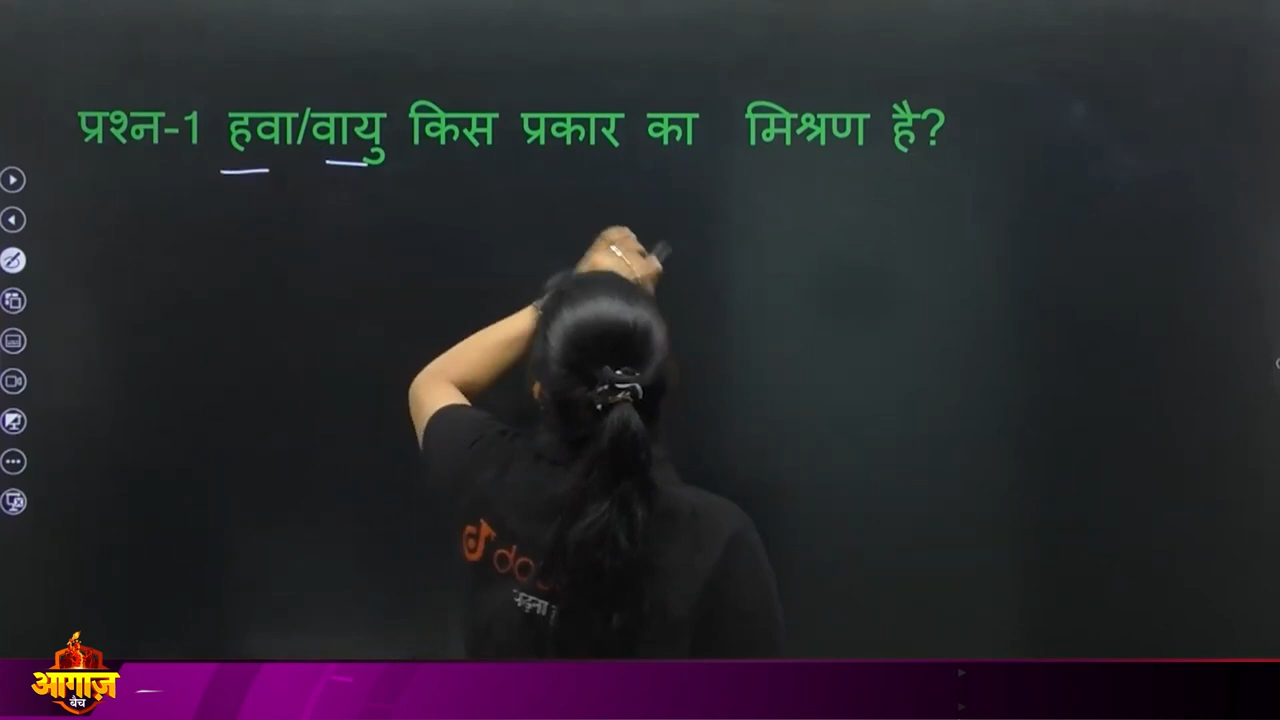 प्रश्न-1 हवा/वायु किस प्रकार का मिश्रण है?
आगाज़
बैच